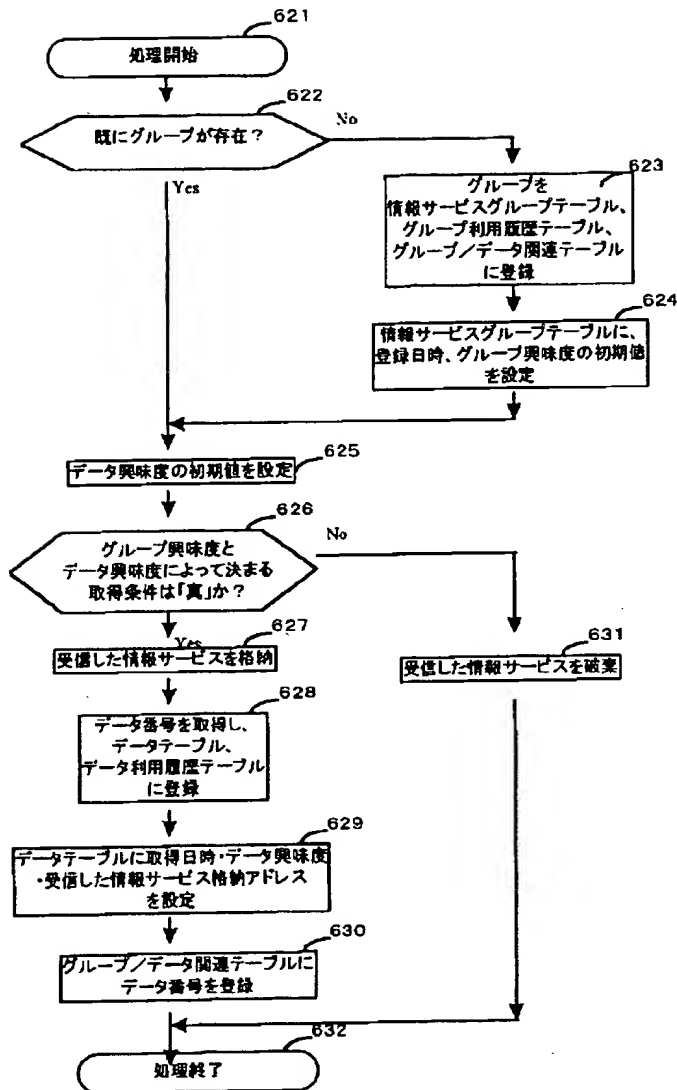 621
処理開始
622
既にグループが存在?
No
Yes
623
グループを
情報サービスグループテーブル、
グループ利用履歴テーブル、
グループ/データ関連テーブル
に登録
624
情報サービスグループテーブルに、
登録日時、グループ興味度の初期値
を設定
625
データ興味度の初期値を設定
626
グループ興味度と
データ興味度によって決まる
取得条件は「真」か?
No
Yes
627
受信した情報サービスを格納
631
受信した情報サービスを破棄
628
データ番号を取得し、
データテーブル、
データ利用履歴テーブル
に登録
629
データテーブルに取得日時・データ興味度
・受信した情報サービス格納アドレス
を設定
630
グループ/データ関連テーブルに
データ番号を登録
632
処理終了